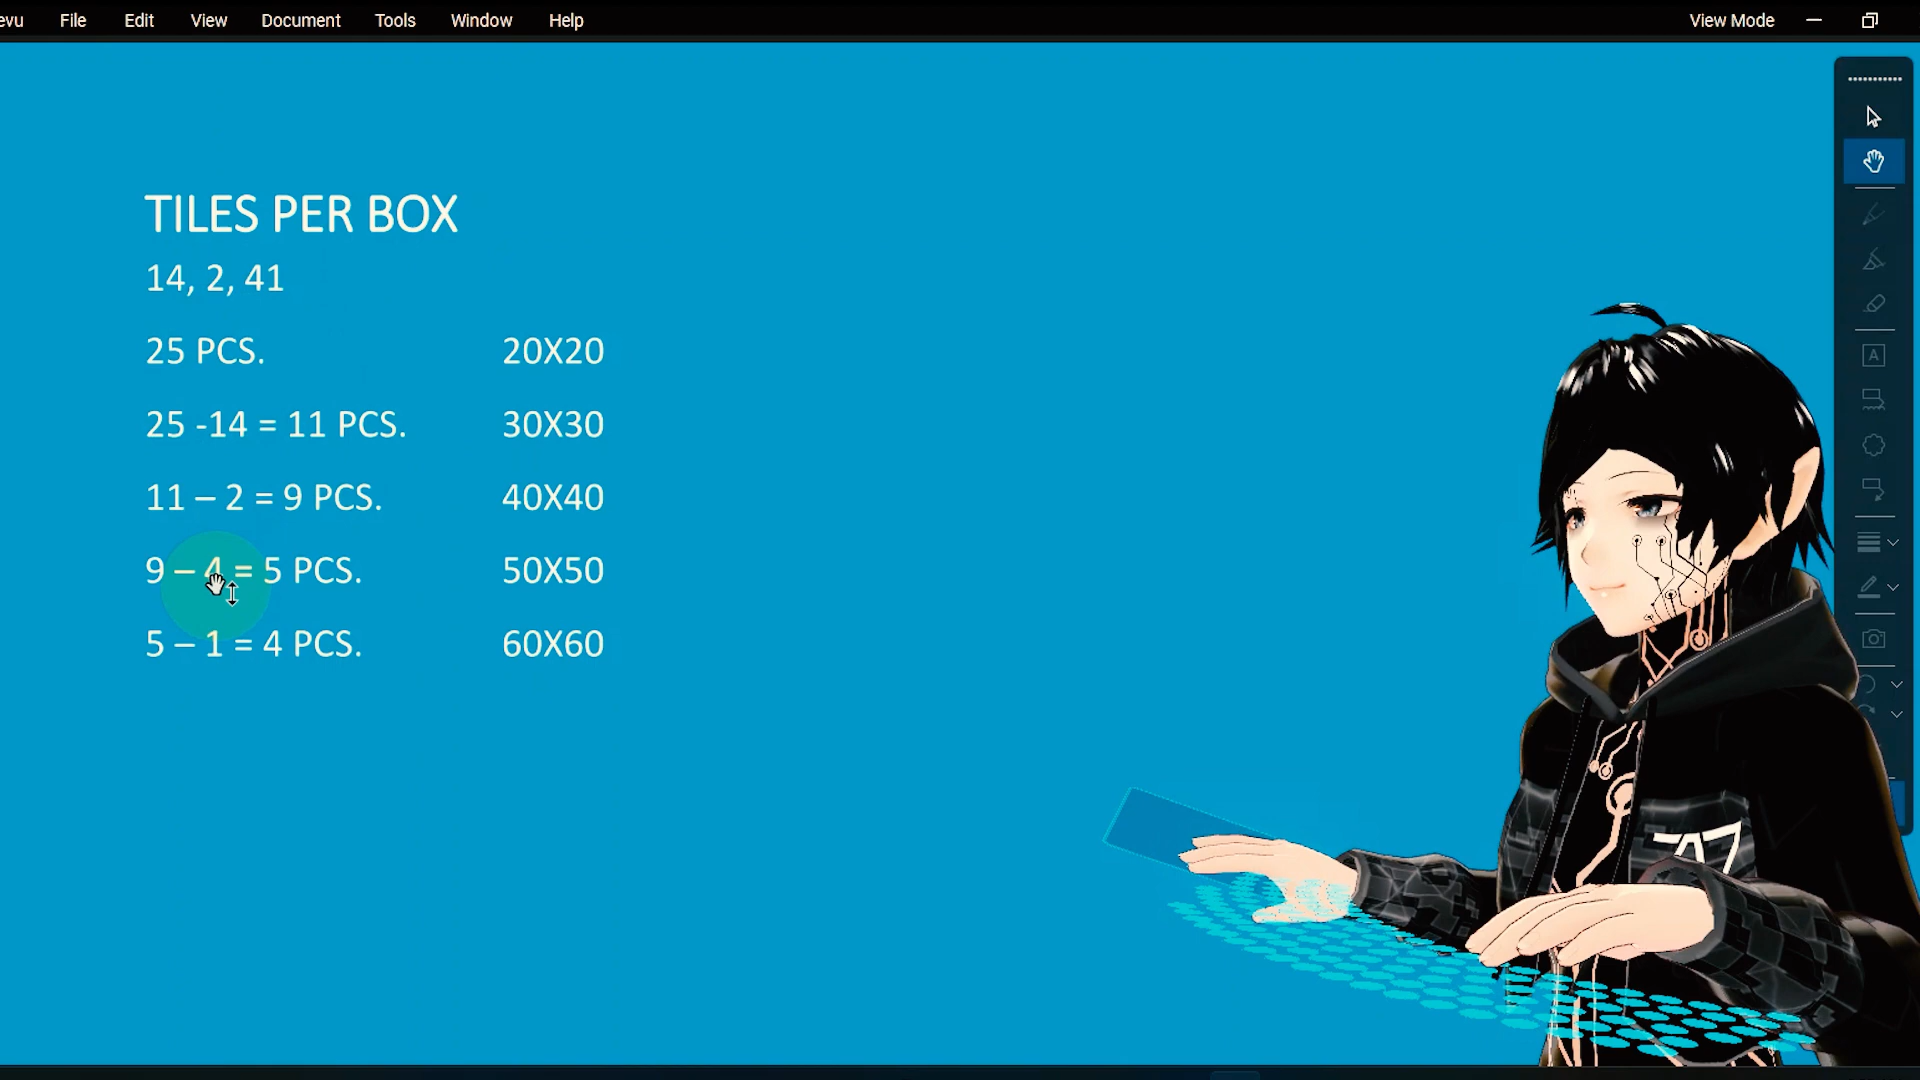 evu File Edit View Document Tools Window Help View Mode
TILES PER BOX
14, 2, 41
25 PCS. 20X20
25 -14 = 11 PCS. 30X30
11 – 2 = 9 PCS. 40X40
9 – 4 = 5 PCS. 50X50
5 – 1 = 4 PCS. 60X60
A